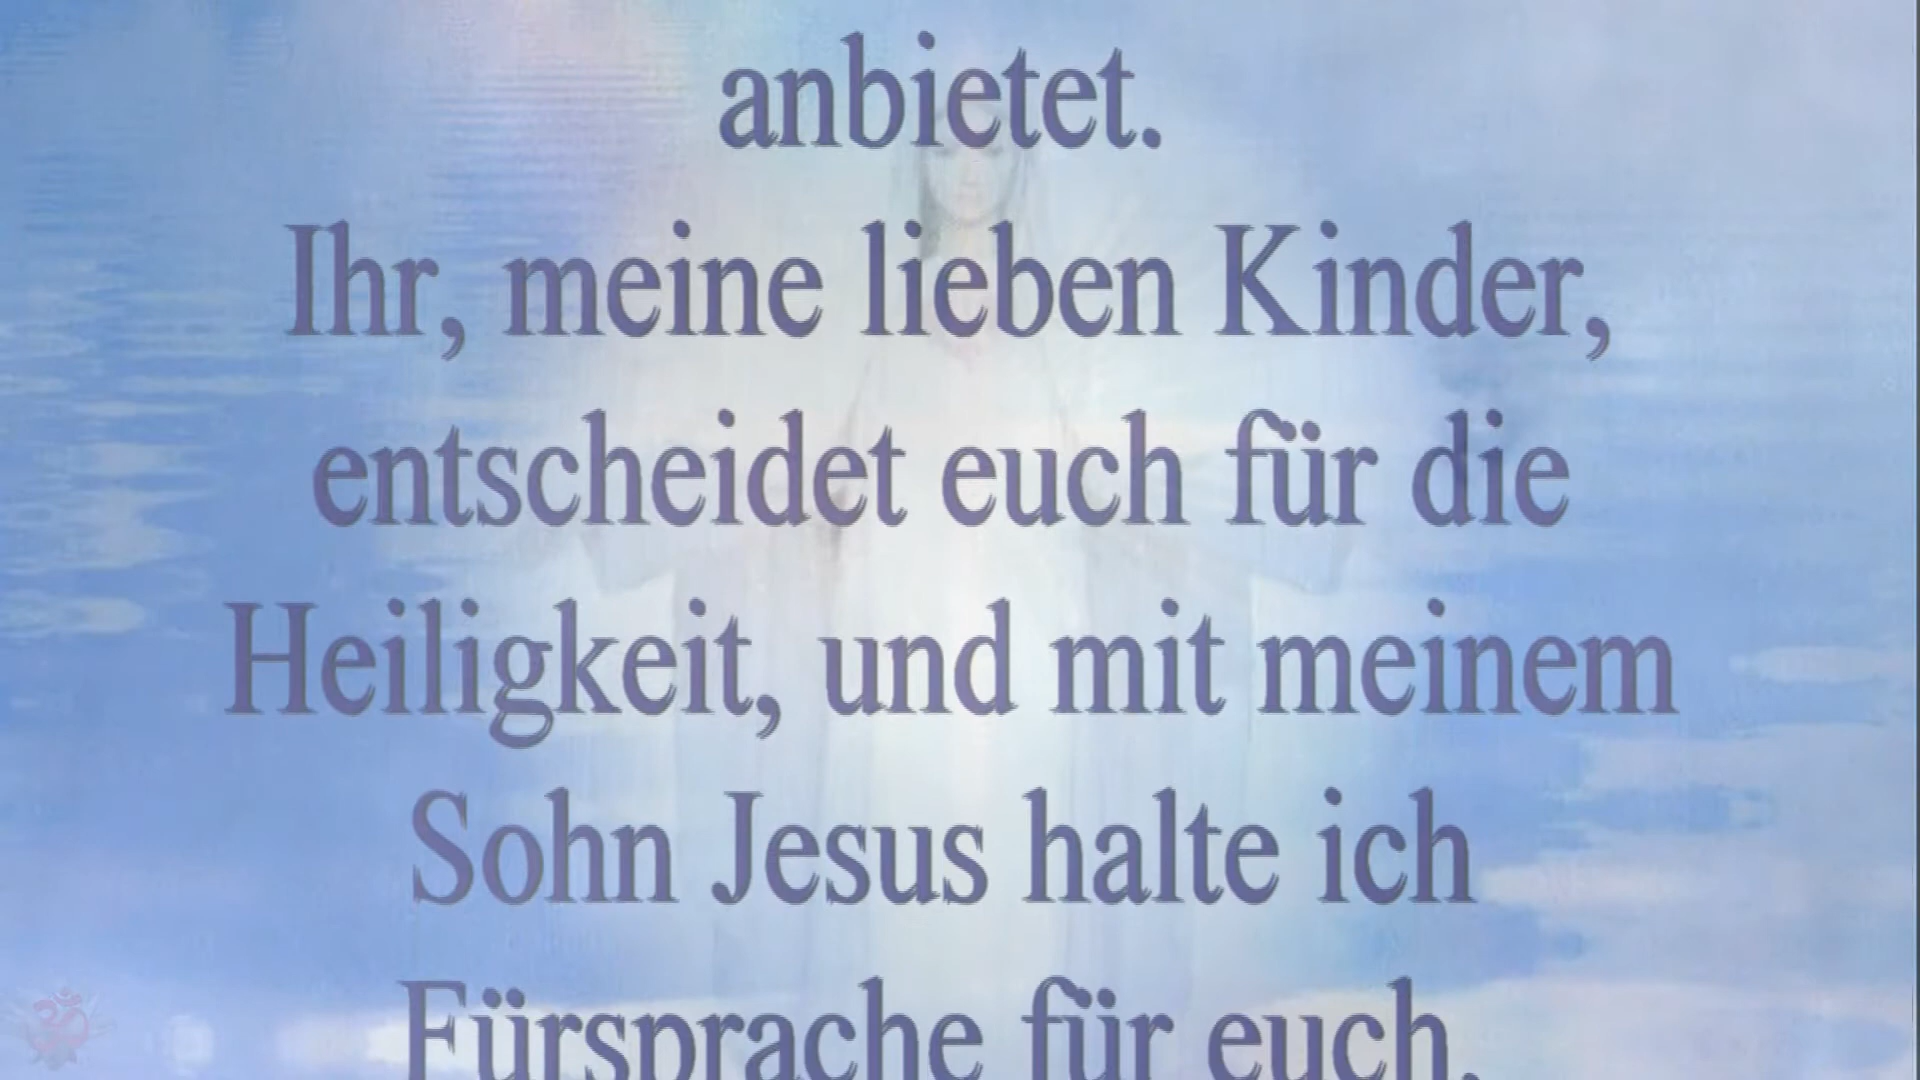 anbietet.
Ihr, meine lieben Kinder,
entscheidet euch für die
Heiligkeit, und mit meinem
Sohn Jesus halte ich
Fürsprache für euch.